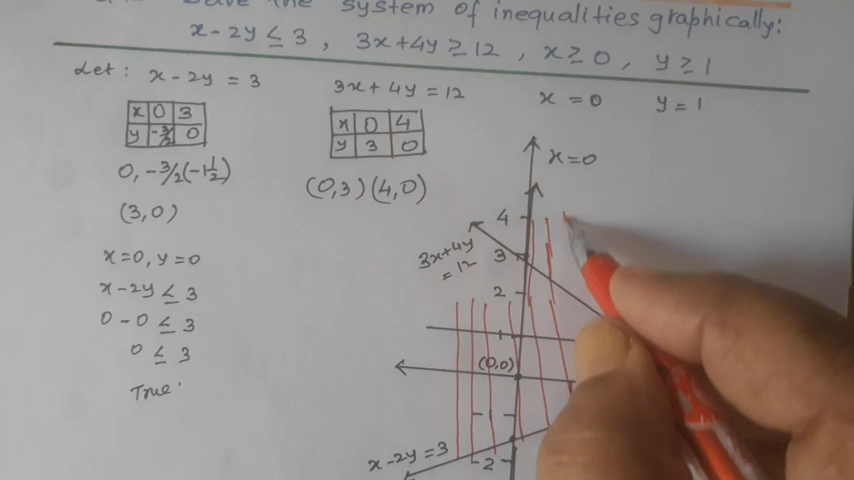 the system of inequalities graphically:
x-2y ≤ 3 , 3x+4y ≥ 12 , x ≥ 0 , y ≥ 1
Let : x-2y = 3
3x+4y = 12
x = 0
y = 1
x 0 3
y -3/2 0
x 0 4
y 3 0
0, -3/2(-1 1/2)
(3,0)
(0,3) (4,0)
x=0, y=0
x-2y ≤ 3
0-0 ≤ 3
0 ≤ 3
True.
x=0
4
3x+4y
= 12
3
2
1
(0,0)
x-2y=3
-2